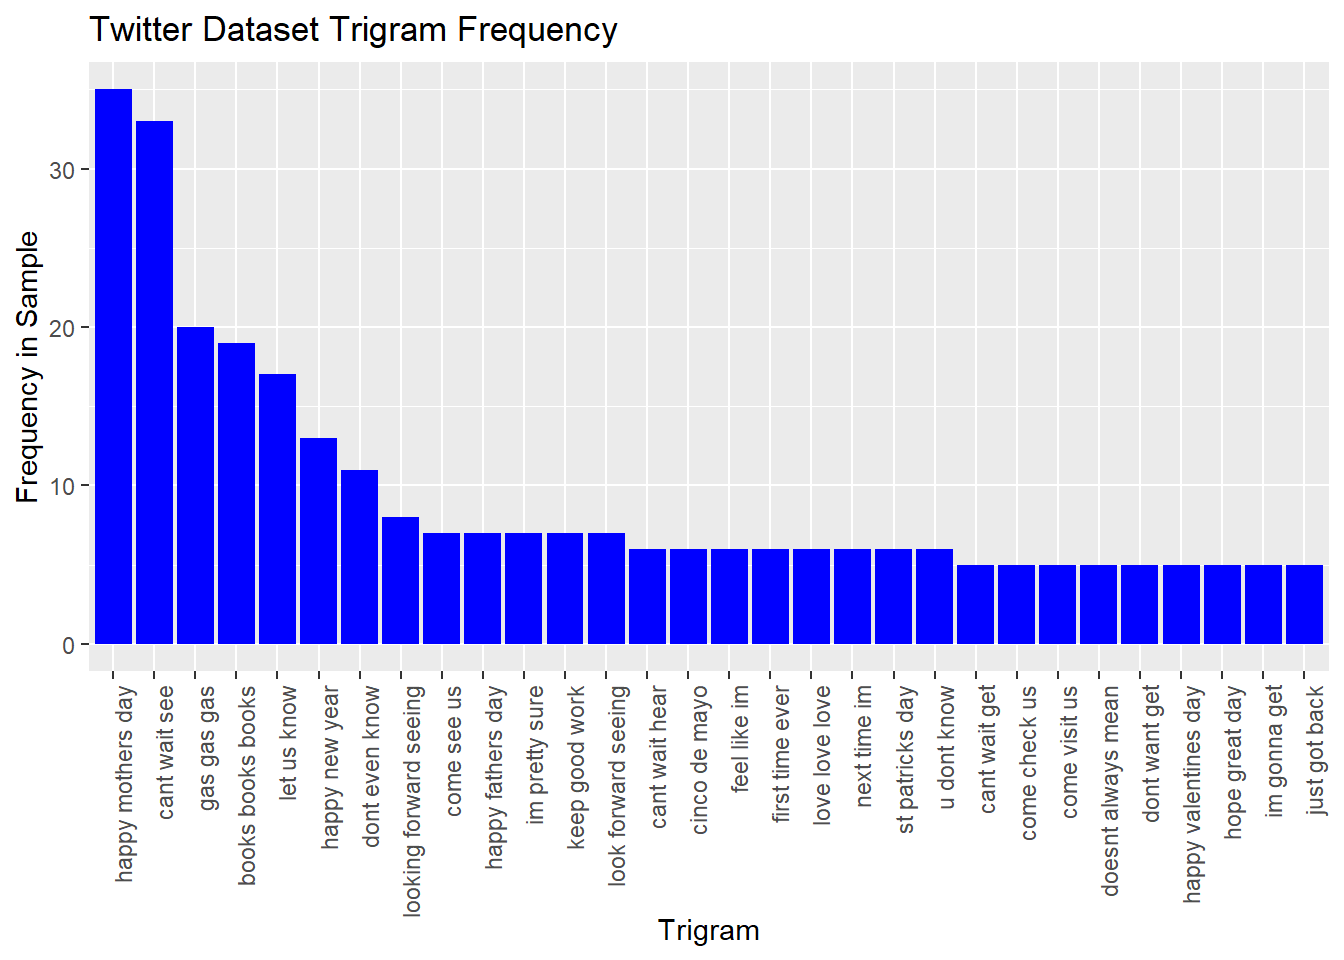 Twitter Dataset Trigram Frequency
Frequency in Sample
30
20
10
0
happy mothers day
cant wait see
gas gas gas
books books books
let us know
happy new year
dont even know
looking forward seeing
come see us
happy fathers day
im pretty sure
keep good work
look forward seeing
cant wait hear
cinco de mayo
feel like im
first time ever
love love love
next time im
st patricks day
u dont know
cant wait get
come check us
come visit us
doesnt always mean
dont want get
happy valentines day
hope great day
im gonna get
just got back
Trigram